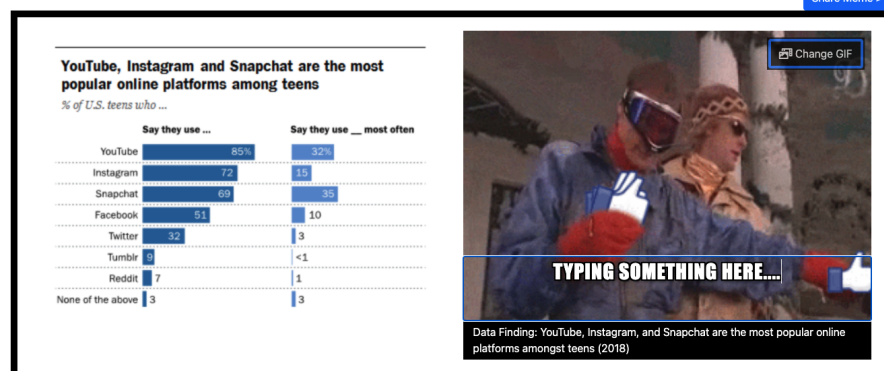 Share Meme >
YouTube, Instagram and Snapchat are the most
popular online platforms among teens
% of U.S. teens who ...
Say they use ... Say they use __ most often
YouTube 85% 32%
Instagram 72 15
Snapchat 69 35
Facebook 51 10
Twitter 32 3
Tumblr 9 <1
Reddit 7 1
None of the above 3 3
Change GIF
TYPING SOMETHING HERE....
Data Finding: YouTube, Instagram, and Snapchat are the most popular online
platforms amongst teens (2018)